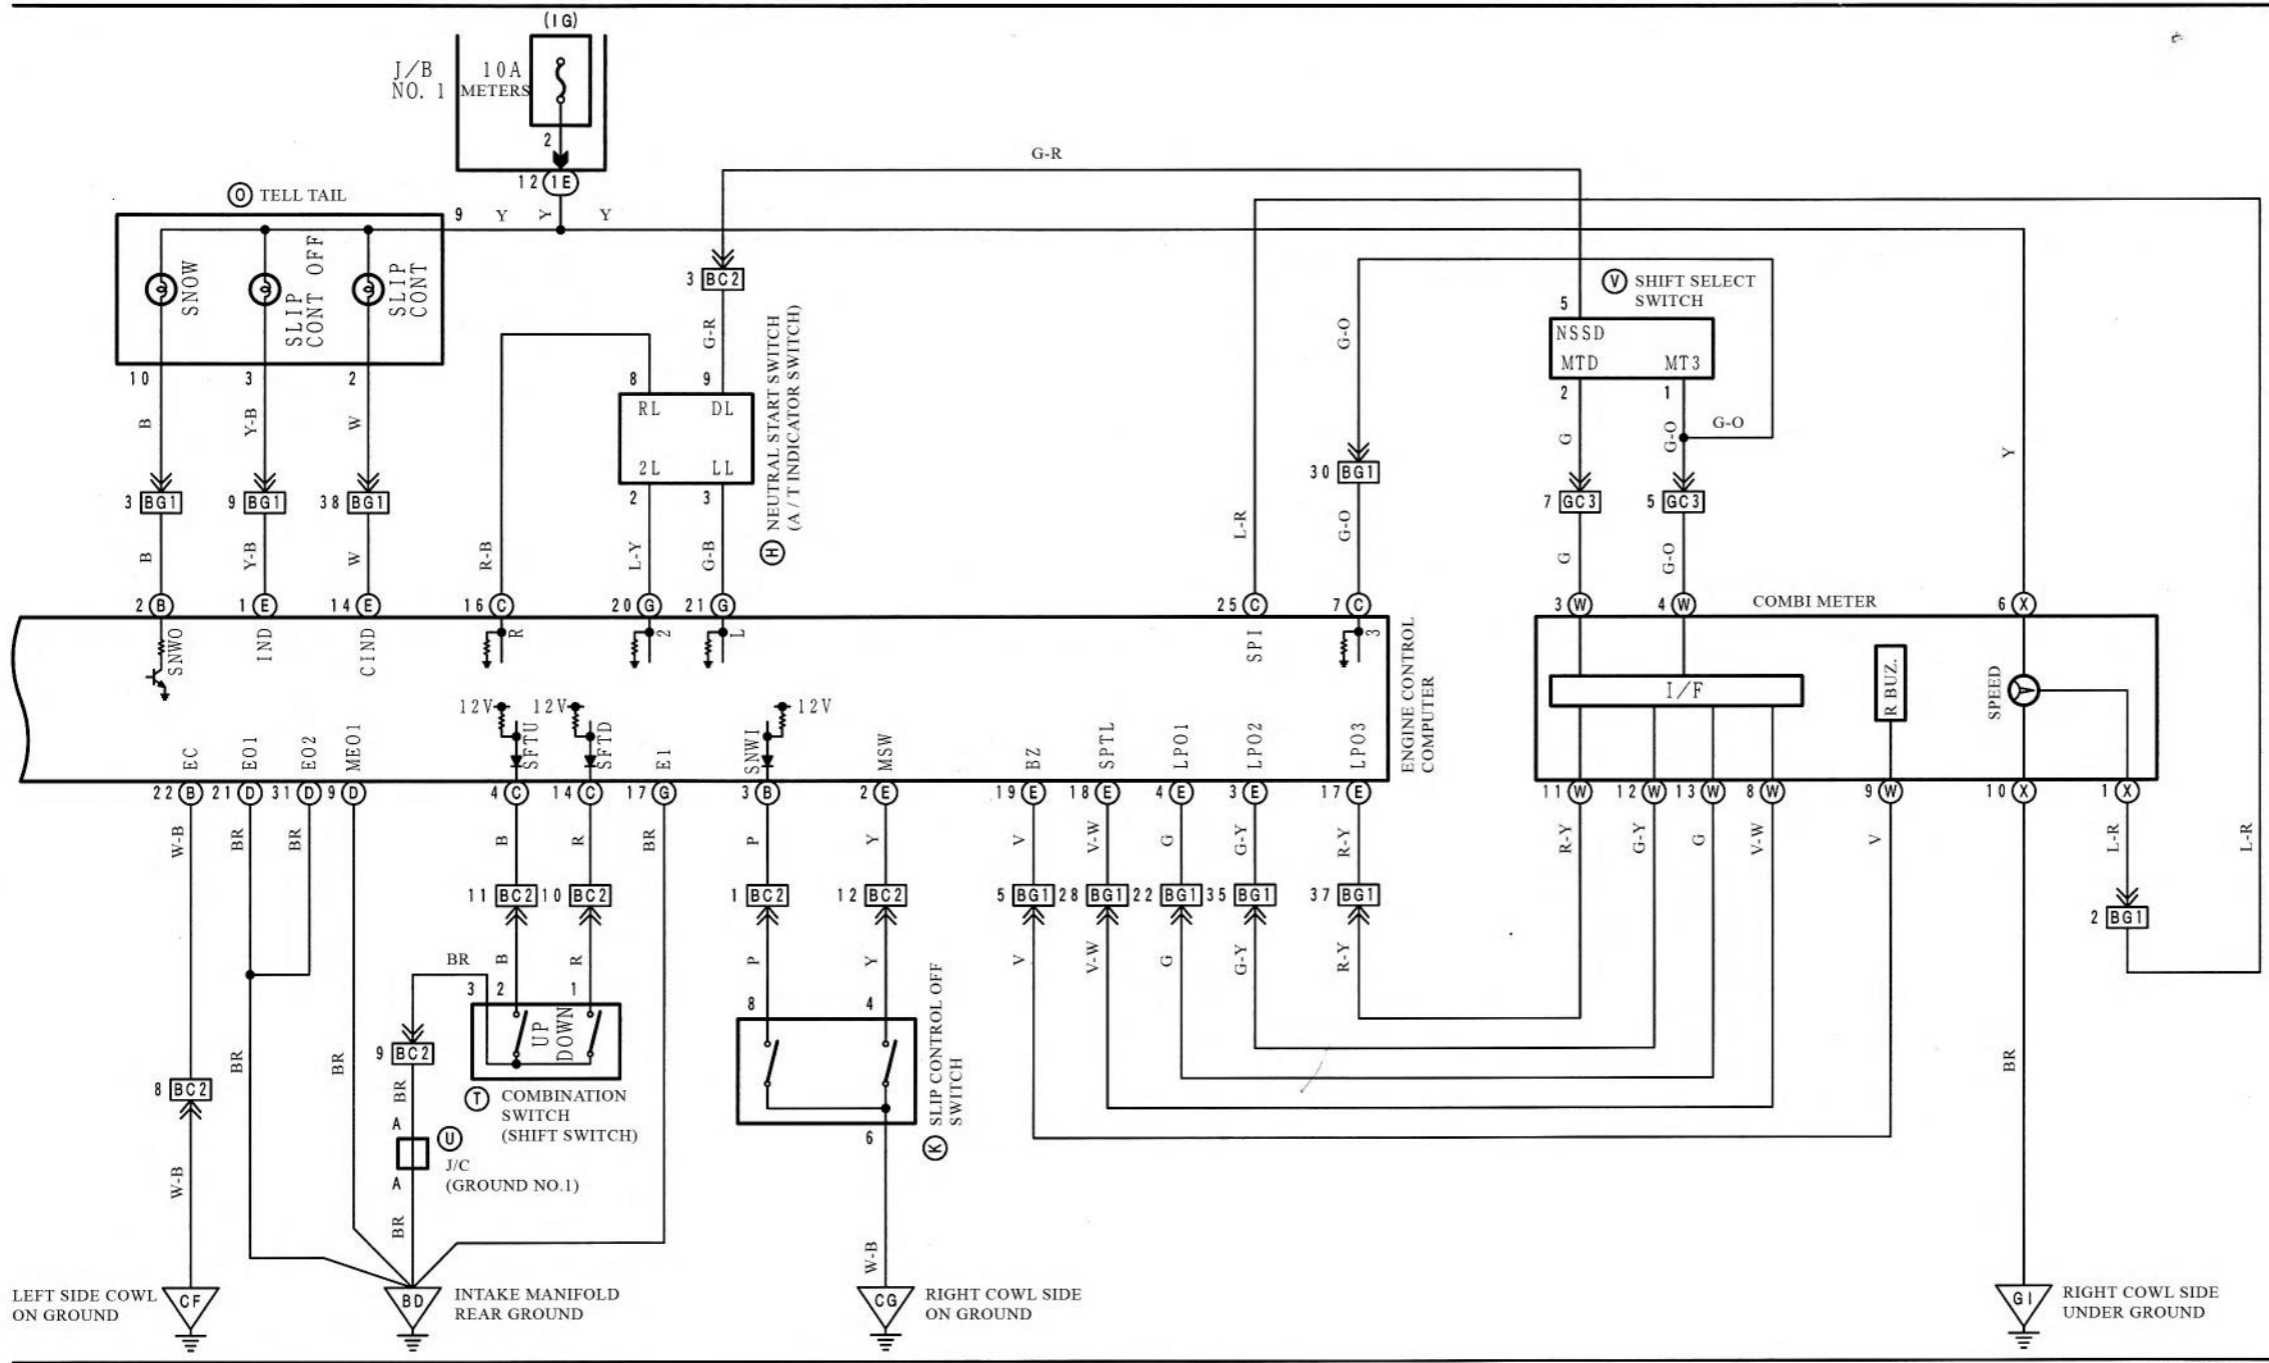 (IG)
J/B
NO. 1
10A
METERS
2
12 1E
O TELL TAIL
9 Y Y Y
G-R
SNOW
SLIP
CONT OFF
SLIP
CONT
10 3 2
B Y-B W
3 BG1 9 BG1 38 BG1
B Y-B W
3 BC2
G-R
8 9
RL DL
2L LL
2 3
H NEUTRAL START SWITCH
(A / T INDICATOR SWITCH)
R-B L-Y G-B
L-R
G-O
30 BG1
G-O
V SHIFT SELECT
SWITCH
5
NSSD
MTD MT3
2 1
G G-O G-O
7 GC3 5 GC3
G G-O
Y
2 B 1 E 14 E 16 C 20 G 21 G 25 C 7 C 3 W 4 W COMBI METER 6 X
SNWO IND CIND R 2 L SPI 3
ENGINE CONTROL
COMPUTER
I/F R BUZ. SPEED
12V 12V 12V
EC EO1 EO2 MEO1 SFTU SFTD E1 SNWI MSW BZ SPTL LPO1 LPO2 LPO3
22 B 21 D 31 D 9 D 4 C 14 C 17 G 3 B 2 E 19 E 18 E 4 E 3 E 17 E 11 W 12 W 13 W 8 W 9 W 10 X 1 X
W-B BR BR B R BR P Y V V-W G G-Y R-Y R-Y G-Y G V-W V L-R L-R
11 BC2 10 BC2 1 BC2 12 BC2 5 BG1 28 BG1 22 BG1 35 BG1 37 BG1
2 BG1
BR B R P Y V V-W G G-Y R-Y
3 2 1 8 4
UP
DOWN
9 BC2
BR BR BR BR
8 BC2
T COMBINATION
SWITCH
(SHIFT SWITCH)
A U
J/C
A (GROUND NO.1)
6
K SLIP CONTROL OFF
SWITCH
W-B BR W-B
LEFT SIDE COWL
ON GROUND
CF
BD
INTAKE MANIFOLD
REAR GROUND
CG
RIGHT COWL SIDE
ON GROUND
GI
RIGHT COWL SIDE
UNDER GROUND